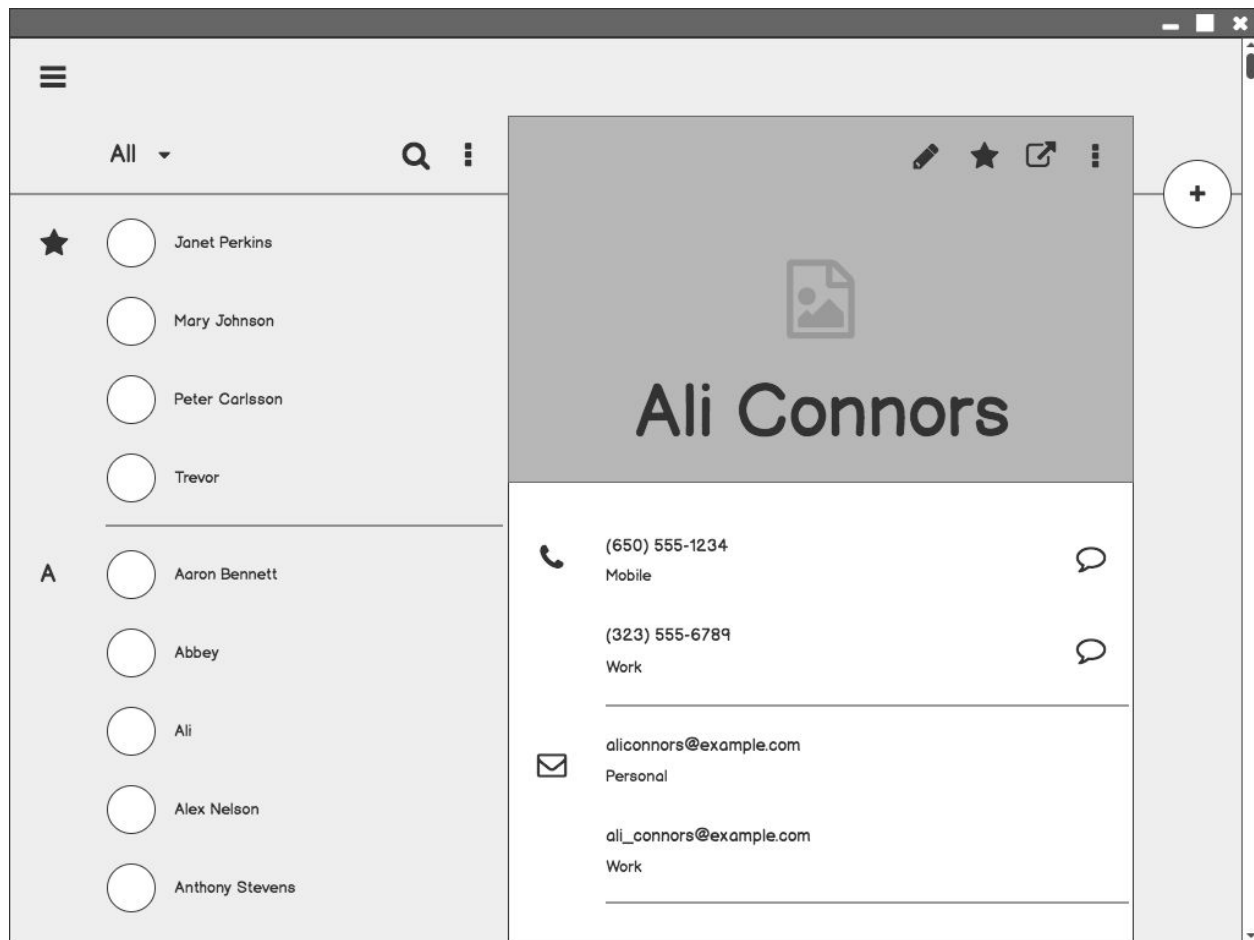 All
Janet Perkins
Mary Johnson
Peter Carlsson
Trevor
A
Aaron Bennett
Abbey
Ali
Alex Nelson
Anthony Stevens
Ali Connors
(650) 555-1234
Mobile
(323) 555-6789
Work
aliconnors@example.com
Personal
ali_connors@example.com
Work